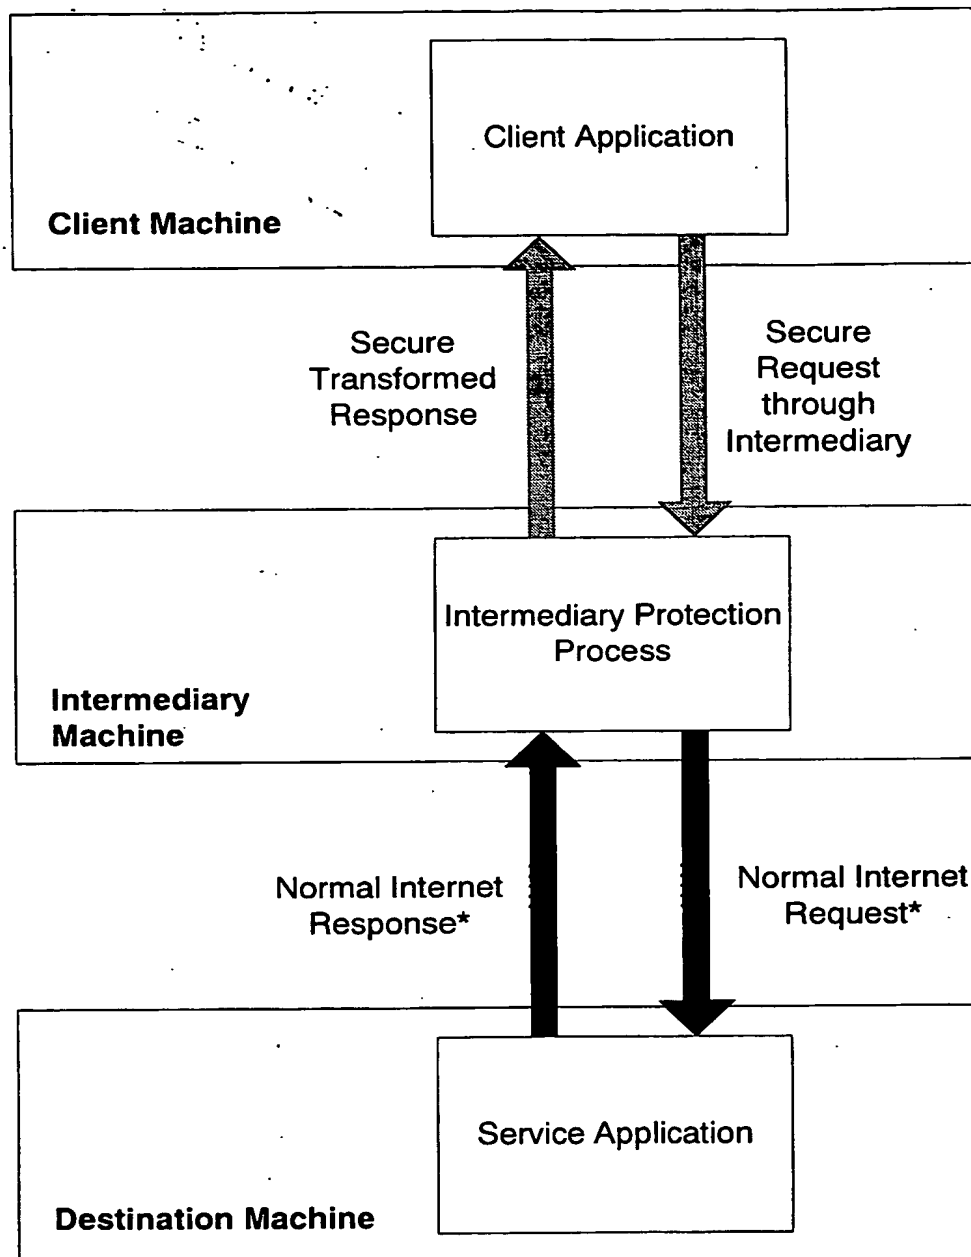 Client Application
Client Machine
Secure
Transformed
Response
Secure
Request
through
Intermediary
Intermediary Protection
Process
Intermediary
Machine
Normal Internet
Response*
Normal Internet
Request*
Service Application
Destination Machine